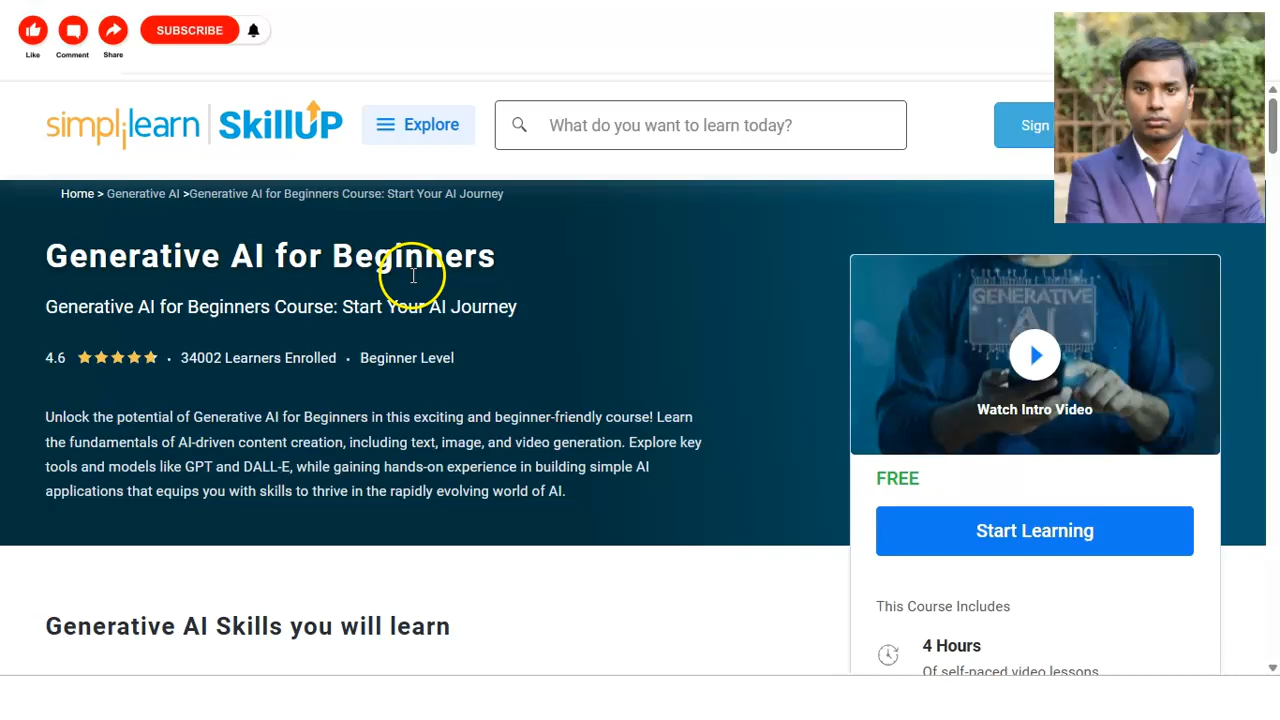 SUBSCRIBE
Like Comment Share
simplilearn | SkillUP
Explore
What do you want to learn today?
Sign
Home > Generative AI >Generative AI for Beginners Course: Start Your AI Journey
Generative AI for Beginners
Generative AI for Beginners Course: Start Your AI Journey
4.6 ★★★★★ · 34002 Learners Enrolled · Beginner Level
Unlock the potential of Generative AI for Beginners in this exciting and beginner-friendly course! Learn
the fundamentals of AI-driven content creation, including text, image, and video generation. Explore key
tools and models like GPT and DALL-E, while gaining hands-on experience in building simple AI
applications that equips you with skills to thrive in the rapidly evolving world of AI.
GENERATIVE
AI
Watch Intro Video
FREE
Start Learning
This Course Includes
4 Hours
Of self-paced video lessons
Generative AI Skills you will learn